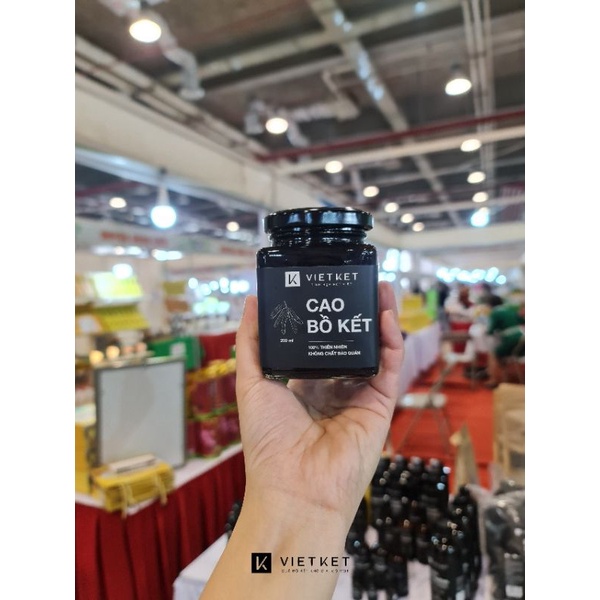 VIETKET
CAO
BỒ KẾT
200 ml
100% THIÊN NHIÊN
KHÔNG CHẤT BẢO QUẢN
VIETKET